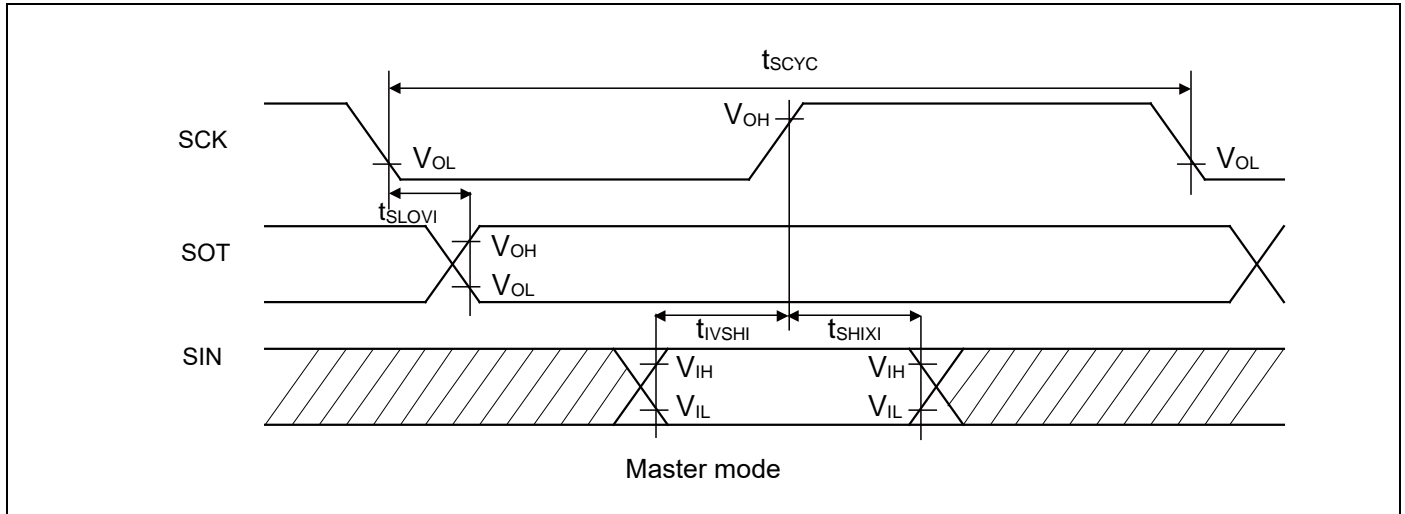 tSCYC
SCK
VOH
VOL
VOL
tSLOVI
SOT
VOH
VOL
tIVSHI
tSHIXI
SIN
VIH
VIH
VIL
VIL
Master mode